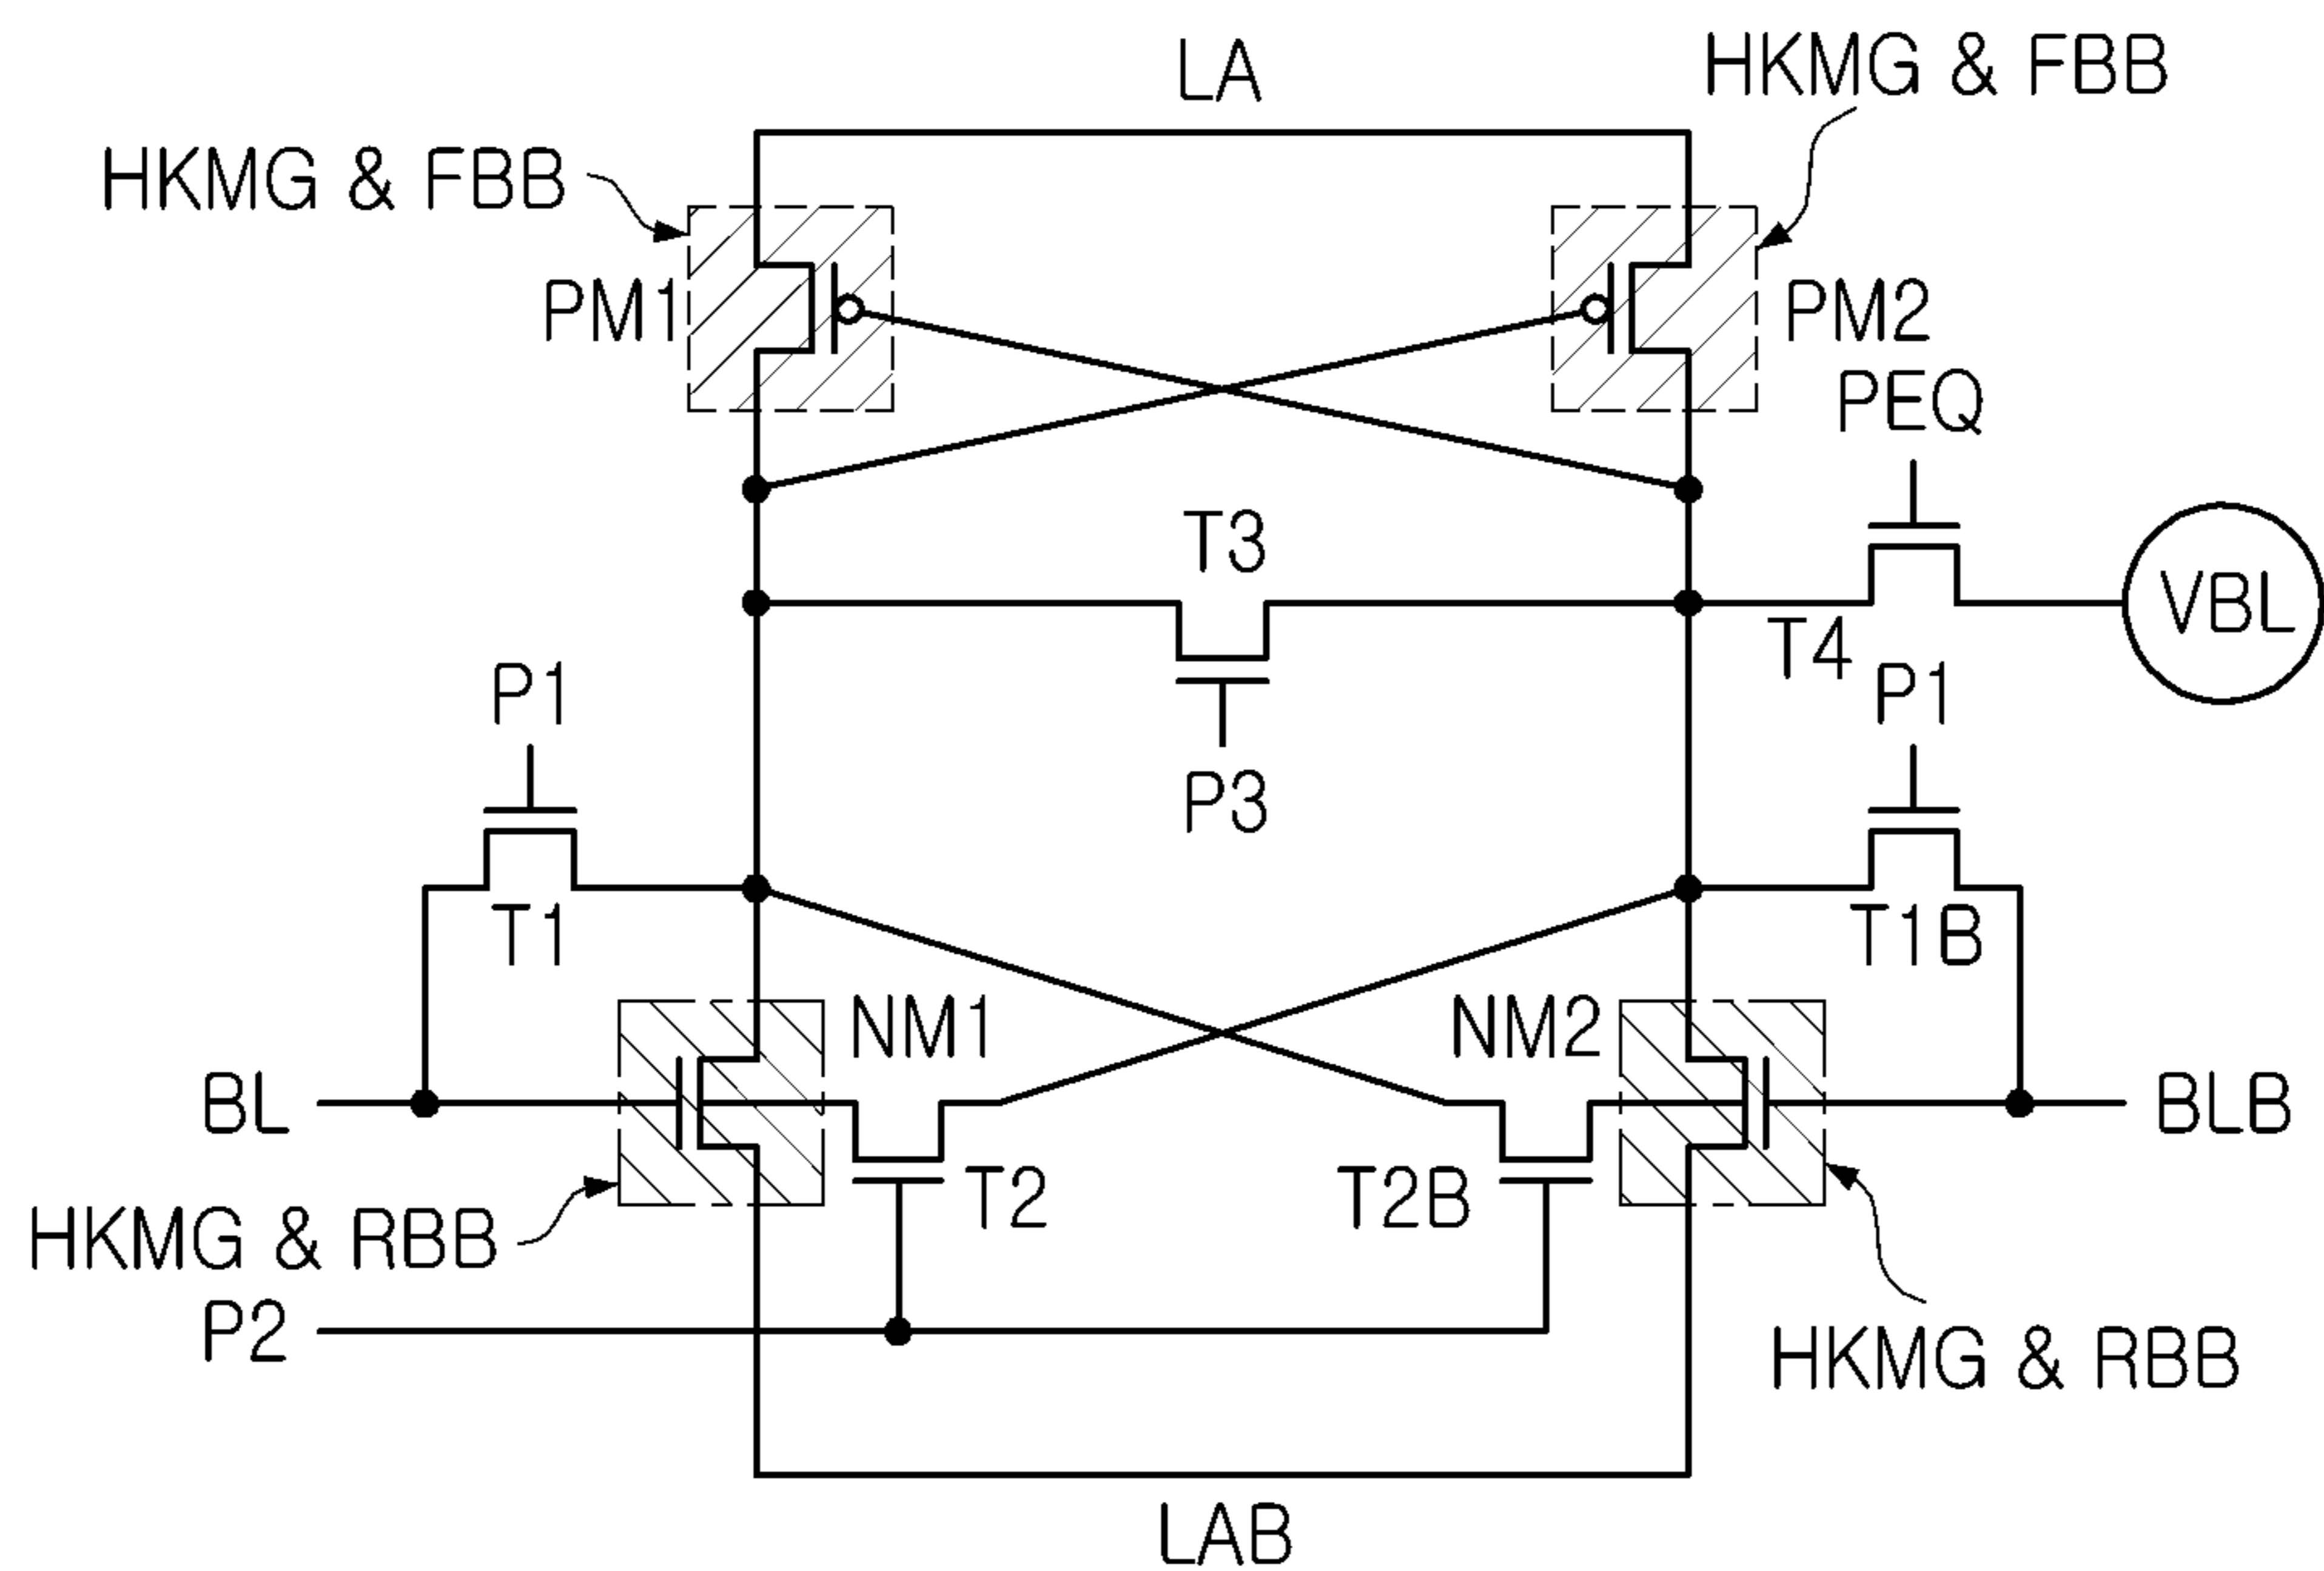 LA
HKMG & FBB
HKMG & FBB
PM1
PM2
PEQ
T3
VBL
T4
P1
P1
P3
T1
T1B
NM1
NM2
BL
BLB
T2
T2B
HKMG & RBB
P2
HKMG & RBB
LAB